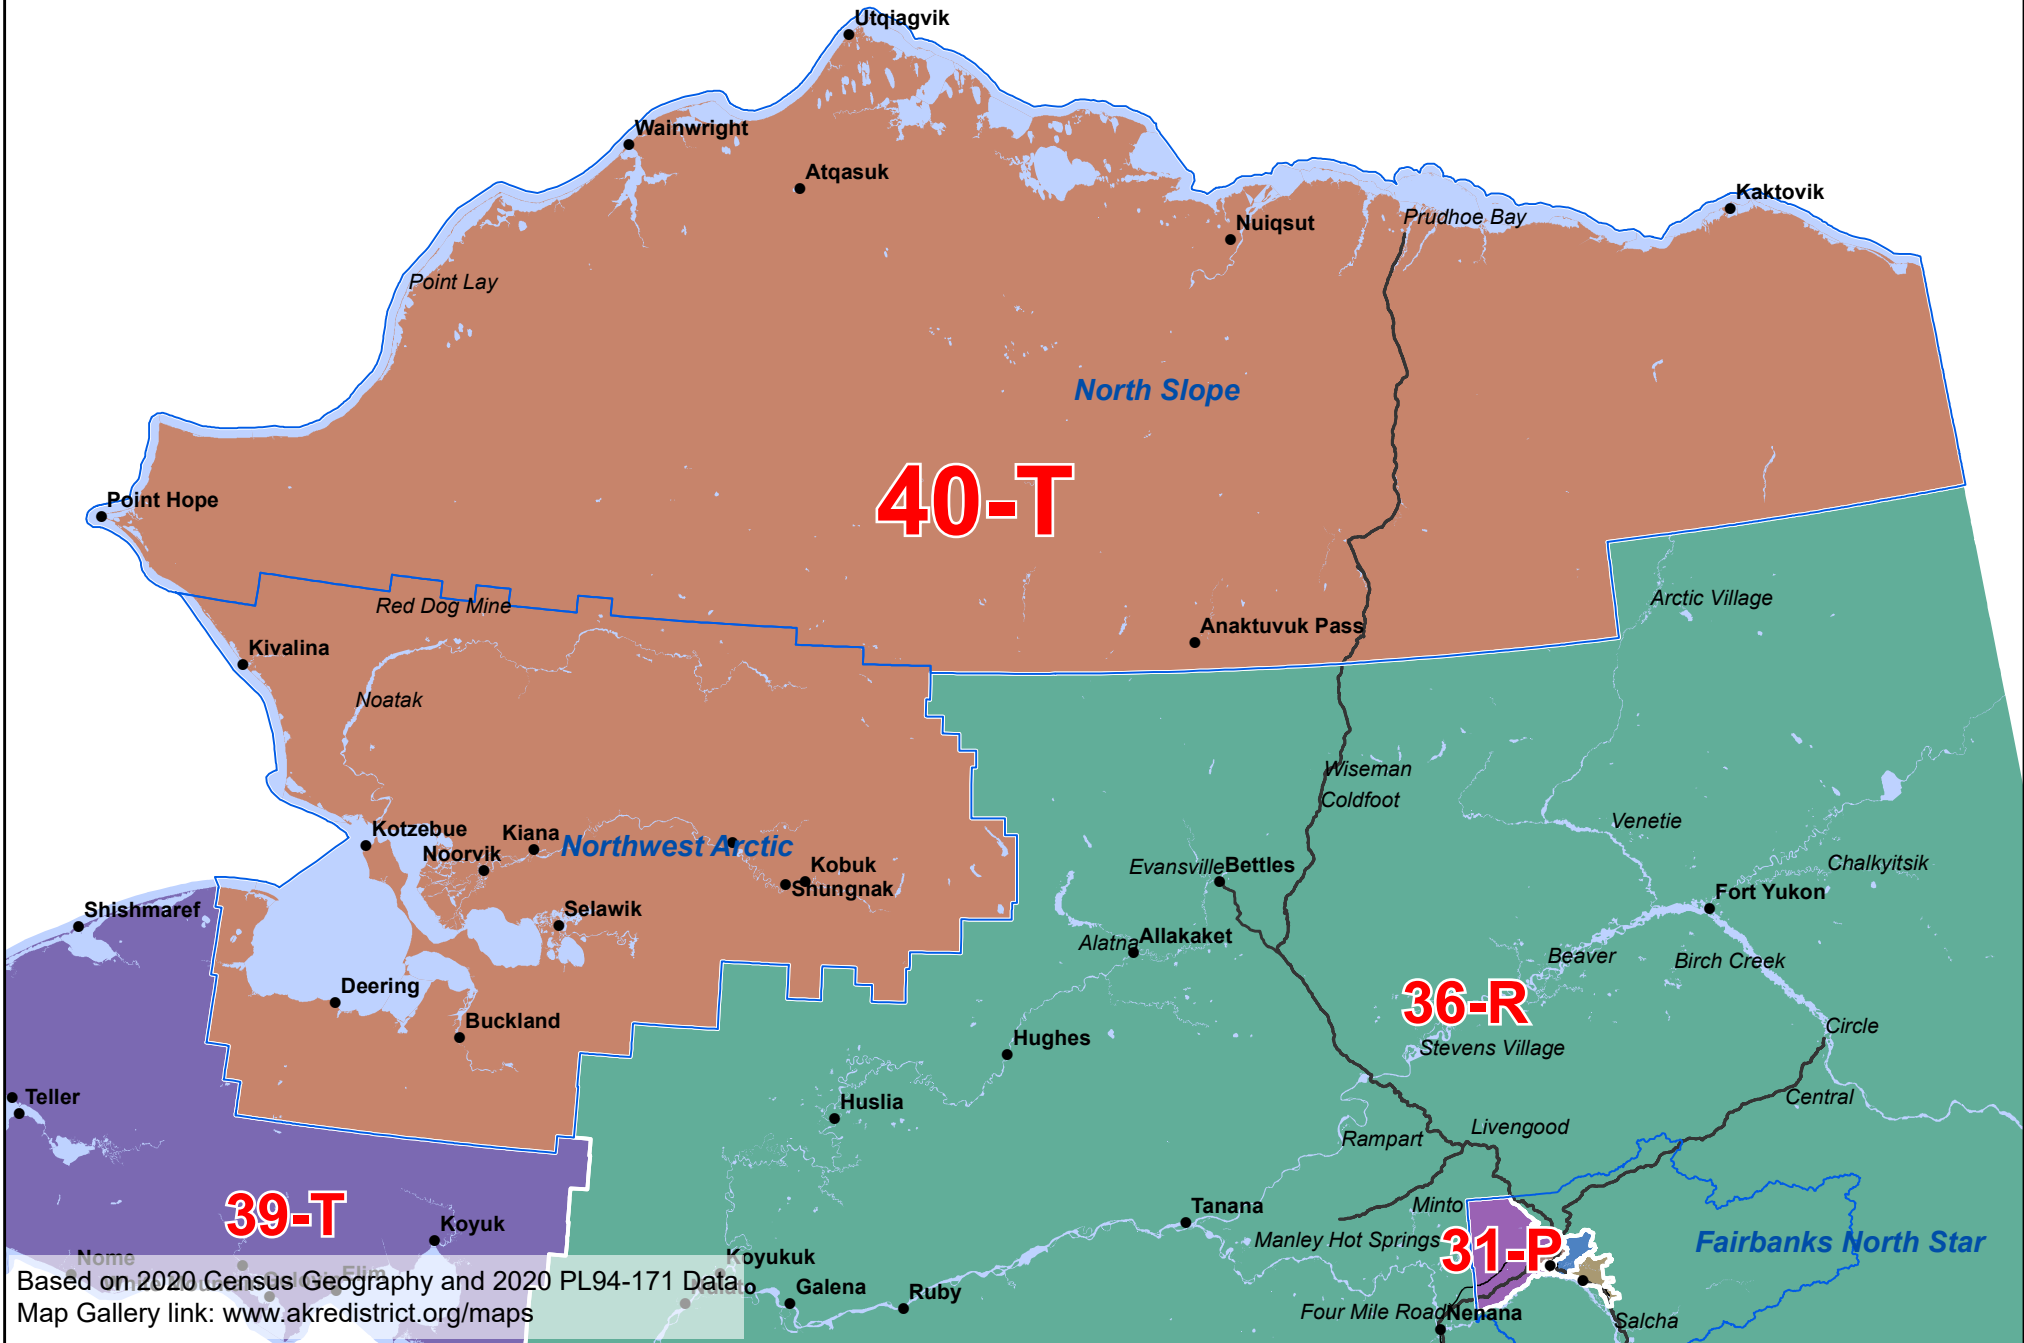 Utqiagvik
Wainwright
Atqasuk
Kaktovik
Prudhoe Bay
Nuiqsut
Point Lay
North Slope
40-T
Point Hope
Arctic Village
Red Dog Mine
Anaktuvuk Pass
Kivalina
Noatak
Wiseman
Coldfoot
Venetie
Kotzebue
Kiana
Northwest Arctic
Noorvik
Kobuk
Shungnak
Evansville
Bettles
Chalkyitsik
Fort Yukon
Shishmaref
Selawik
Alatna
Allakaket
Beaver
Birch Creek
Deering
36-R
Buckland
Circle
Hughes
Stevens Village
Teller
Huslia
Central
Rampart
Livengood
39-T
Koyuk
Tanana
Minto
Manley Hot Springs
31-P
Fairbanks North Star
Nome
Koyukuk
Elim
Nulato
Galena
Ruby
Four Mile Road
Nenana
Salcha
Based on 2020 Census Geography and 2020 PL94-171 Data
Map Gallery link: www.akredistrict.org/maps